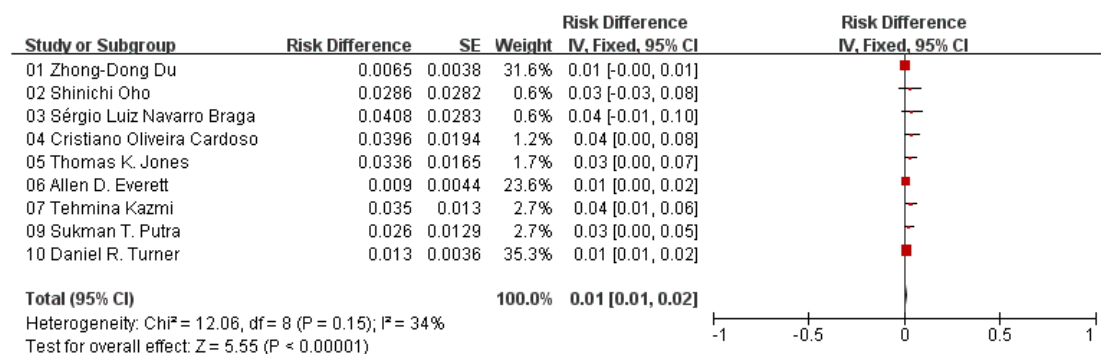 Risk Difference Risk Difference
Study or Subgroup Risk Difference SE Weight IV, Fixed, 95% CI IV, Fixed, 95% CI
01 Zhong-Dong Du 0.0065 0.0038 31.6% 0.01 [-0.00, 0.01]
02 Shinichi Oho 0.0286 0.0282 0.6% 0.03 [-0.03, 0.08]
03 Sérgio Luiz Navarro Braga 0.0408 0.0283 0.6% 0.04 [-0.01, 0.10]
04 Cristiano Oliveira Cardoso 0.0396 0.0194 1.2% 0.04 [0.00, 0.08]
05 Thomas K. Jones 0.0336 0.0165 1.7% 0.03 [0.00, 0.07]
06 Allen D. Everett 0.009 0.0044 23.6% 0.01 [0.00, 0.02]
07 Tehmina Kazmi 0.035 0.013 2.7% 0.04 [0.01, 0.06]
09 Sukman T. Putra 0.026 0.0129 2.7% 0.03 [0.00, 0.05]
10 Daniel R. Turner 0.013 0.0036 35.3% 0.01 [0.01, 0.02]
Total (95% CI) 100.0% 0.01 [0.01, 0.02]
Heterogeneity: Chi² = 12.06, df = 8 (P = 0.15); I² = 34%
Test for overall effect: Z = 5.55 (P < 0.00001)
-1 -0.5 0 0.5 1